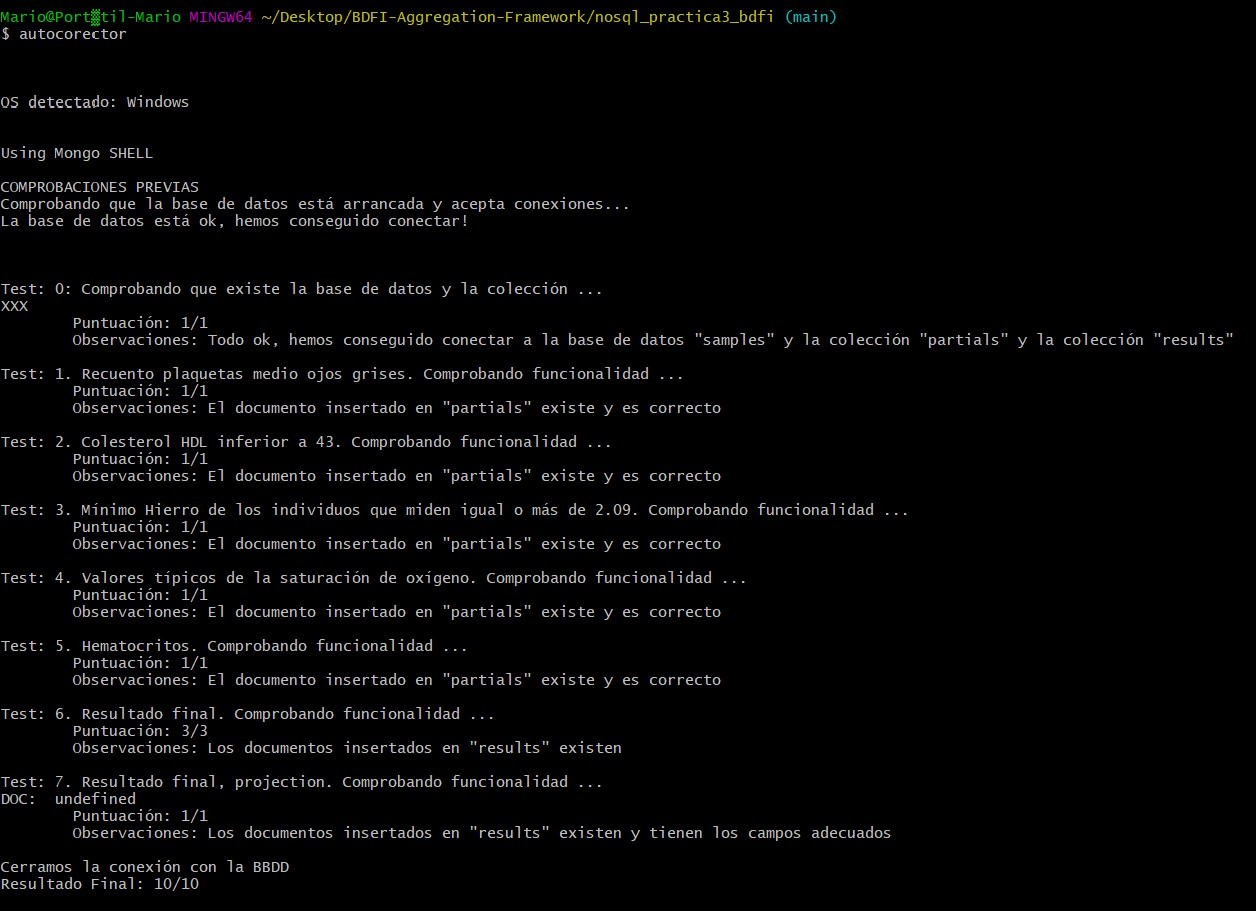 Mario@Port▒til-Mario MINGW64 ~/Desktop/BDFI-Aggregation-Framework/nosql_practica3_bdfi (main)
$ autocorector
OS detectado: Windows
Using Mongo SHELL
COMPROBACIONES PREVIAS
Comprobando que la base de datos está arrancada y acepta conexiones...
La base de datos está ok, hemos conseguido conectar!
Test: 0: Comprobando que existe la base de datos y la colección ...
XXX
Puntuación: 1/1
Observaciones: Todo ok, hemos conseguido conectar a la base de datos "samples" y la colección "partials" y la colección "results"
Test: 1. Recuento plaquetas medio ojos grises. Comprobando funcionalidad ...
Puntuación: 1/1
Observaciones: El documento insertado en "partials" existe y es correcto
Test: 2. Colesterol HDL inferior a 43. Comprobando funcionalidad ...
Puntuación: 1/1
Observaciones: El documento insertado en "partials" existe y es correcto
Test: 3. Mínimo Hierro de los individuos que miden igual o más de 2.09. Comprobando funcionalidad ...
Puntuación: 1/1
Observaciones: El documento insertado en "partials" existe y es correcto
Test: 4. Valores típicos de la saturación de oxígeno. Comprobando funcionalidad ...
Puntuación: 1/1
Observaciones: El documento insertado en "partials" existe y es correcto
Test: 5. Hematocritos. Comprobando funcionalidad ...
Puntuación: 1/1
Observaciones: El documento insertado en "partials" existe y es correcto
Test: 6. Resultado final. Comprobando funcionalidad ...
Puntuación: 3/3
Observaciones: Los documentos insertados en "results" existen
Test: 7. Resultado final, projection. Comprobando funcionalidad ...
DOC:  undefined
Puntuación: 1/1
Observaciones: Los documentos insertados en "results" existen y tienen los campos adecuados
Cerramos la conexión con la BBDD
Resultado Final: 10/10